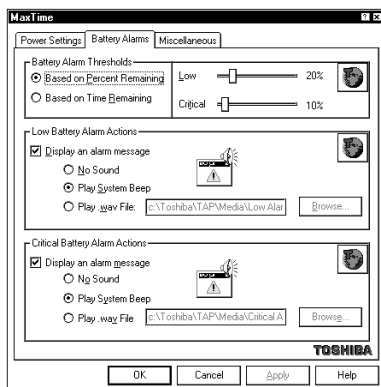 MaxTime
Power Settings Battery Alarms Miscellaneous
Battery Alarm Thresholds
Based on Percent Remaining
Based on Time Remaining
Low 20%
Critical 10%
Low Battery Alarm Actions
Display an alarm message
No Sound
Play System Beep
Play .wav File: c:\Toshiba\TAP\Media\Low Alar Browse...
Critical Battery Alarm Actions
Display an alarm message
No Sound
Play System Beep
Play .wav File c:\Toshiba\TAP\Media\Critical A Browse...
TOSHIBA
OK Cancel Apply Help